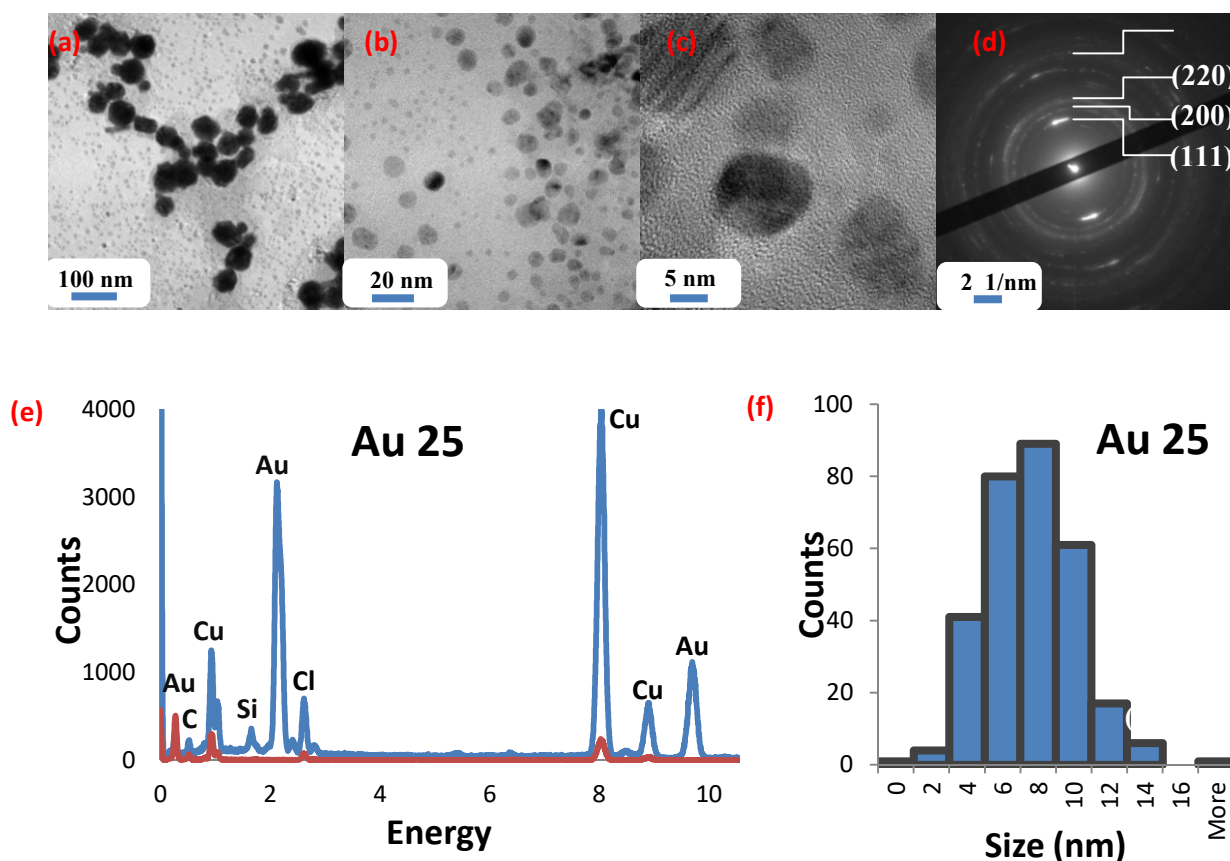 (a)
100 nm
(b)
20 nm
(c)
5 nm
(d)
(220)
(200)
(111)
2 1/nm
(e)
Au 25
Counts
4000
3000
2000
1000
0
Au
C
Cu
Si
Au
Cl
Cu
Cu
Au
0 2 4 6 8 10
Energy
(f)
Au 25
Counts
100
80
60
40
20
0
(
0 2 4 6 8 10 12 14 16 More
Size (nm)